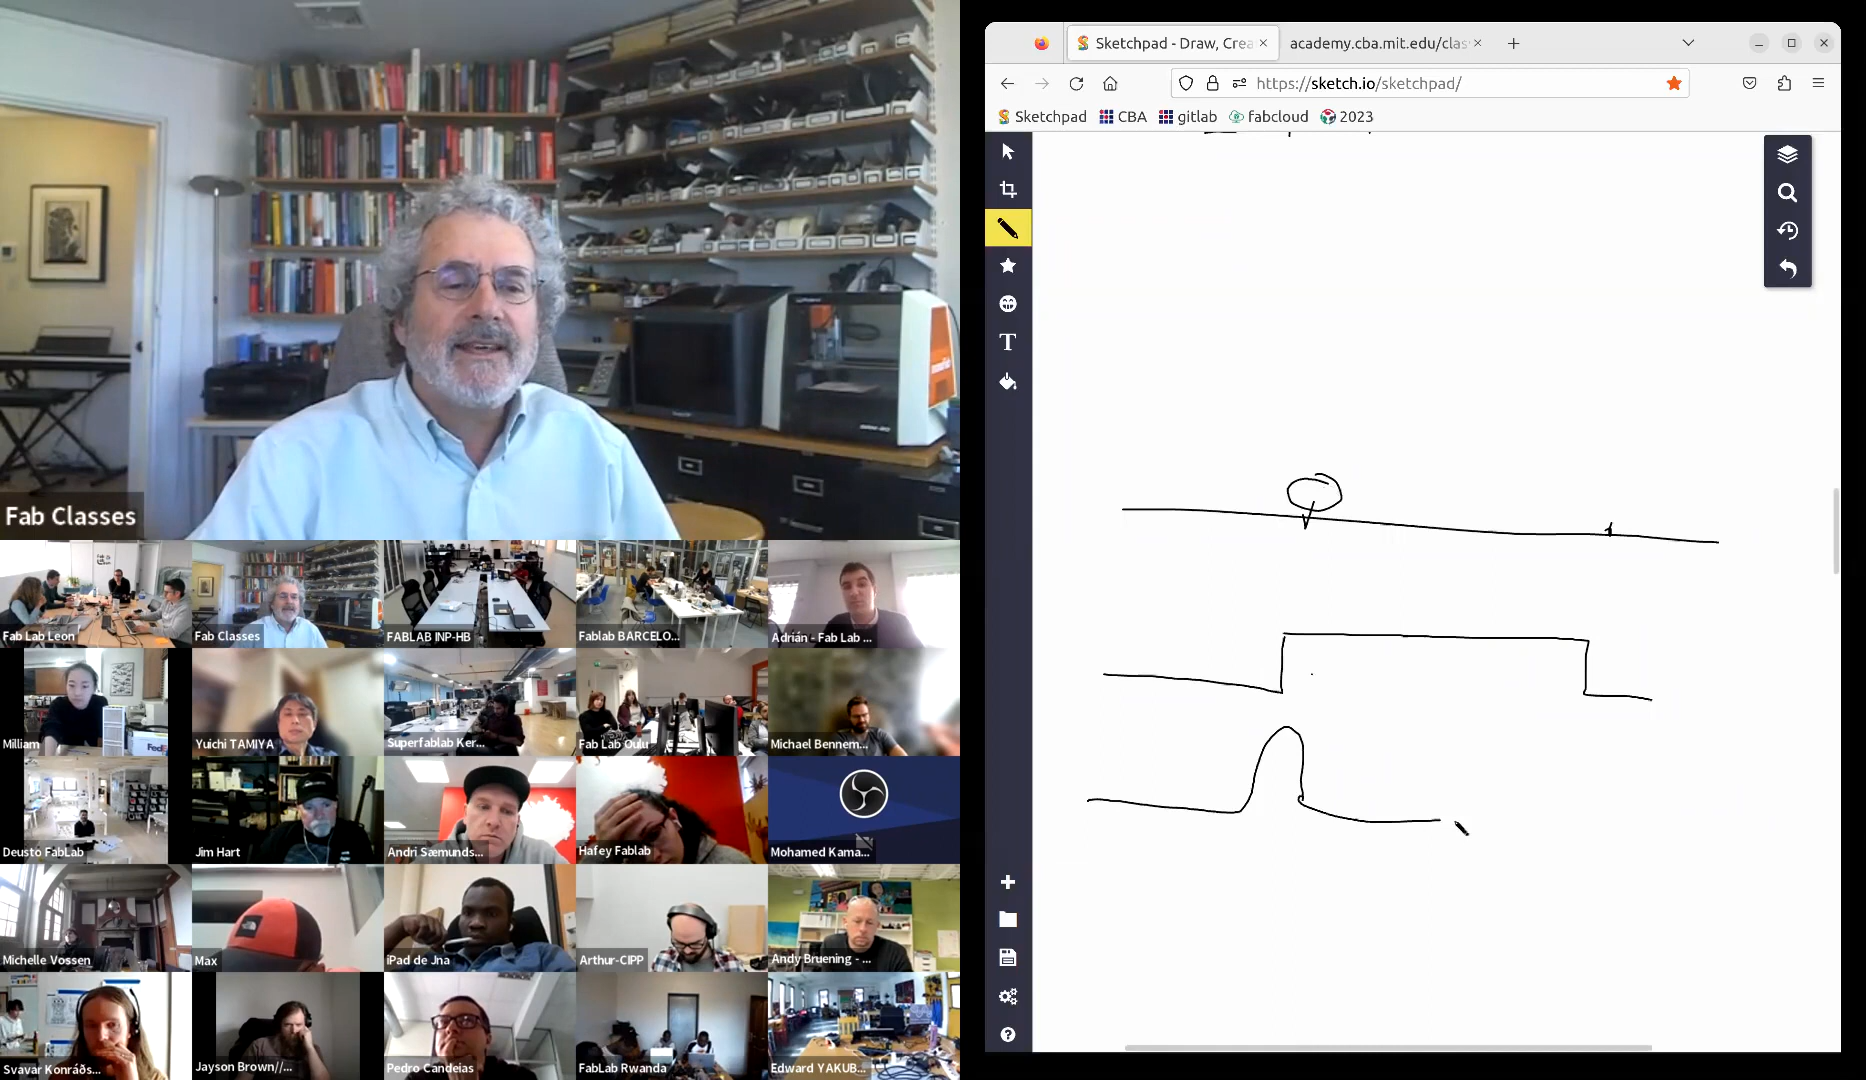 Fab Classes
Fab Lab Leon
Fab Classes
FABLAB INP-HB
Fablab BARCELO...
Adrián - Fab Lab ...
Milliam
Yuichi TAMIYA
Superfablab Ker...
Fab Lab Oulu
Michael Bennem...
Deusto FabLab
Jim Hart
Andri Sæmunds...
Hafey Fablab
Mohamed Kama...
Michelle Vossen
Max
iPad de Jna
Arthur-CIPP
Andy Bruening - ...
Svavar Konráðs...
Jayson Brown//...
Pedro Candeias
FabLab Rwanda
Edward YAKUB...
Sketchpad - Draw, Crea
academy.cba.mit.edu/clas
https://sketch.io/sketchpad/
Sketchpad
CBA
gitlab
fabcloud
2023
T